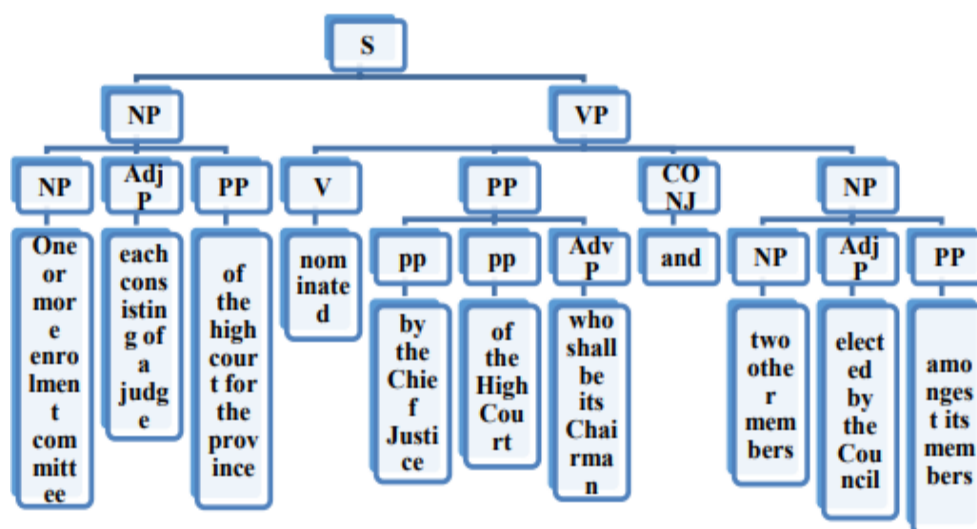 S
NP
VP
NP
Adj
P
PP
V
PP
CO
NJ
NP
One
or
mor
e
enro
lmen
t
com
mitt
ee
each
cons
istin
g of
a
judg
e
of
the
high
cour
t for
the
prov
ince
nom
inate
d
pp
pp
Adv
P
and
NP
Adj
P
PP
by
the
Chie
f
Justi
ce
of
the
High
Cou
rt
who
shall
be
its
Chai
rma
n
two
othe
r
mem
bers
elect
ed
by
the
Cou
ncil
amo
nges
t its
mem
bers